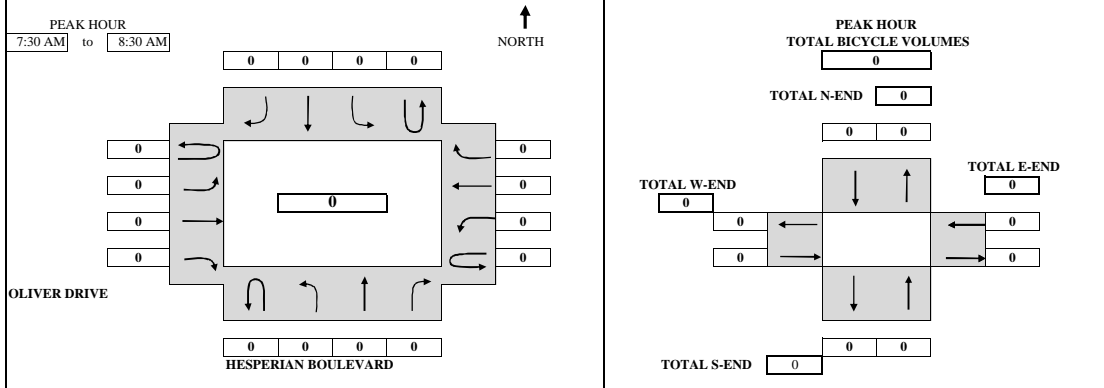 PEAK HOUR
7:30 AM to 8:30 AM
NORTH
0 0 0 0
0 0
0 0
0
0 0
0 0
0 0 0 0
OLIVER DRIVE
HESPERIAN BOULEVARD
PEAK HOUR
TOTAL BICYCLE VOLUMES
0
TOTAL N-END 0
0 0
TOTAL E-END
0
TOTAL W-END
0
0 0
0 0
0 0
TOTAL S-END 0